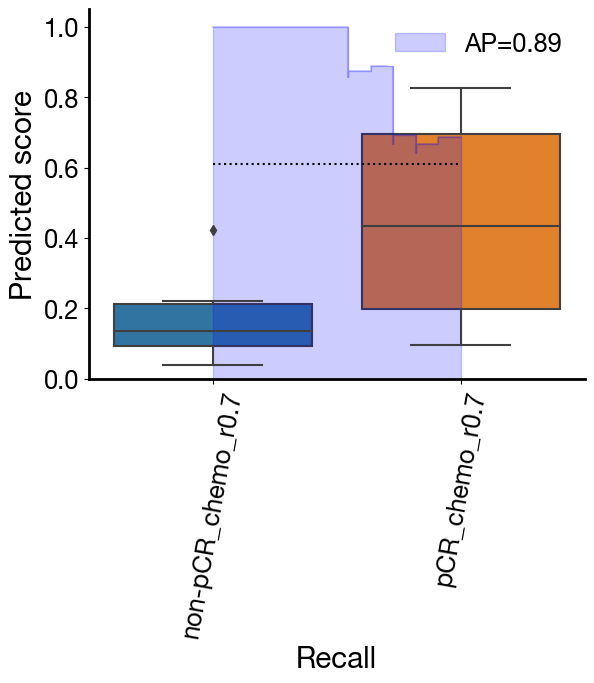 1.0
0.8
0.6
0.4
0.2
0.0
Predicted score
AP=0.89
non-pCR_chemo_r0.7
pCR_chemo_r0.7
Recall